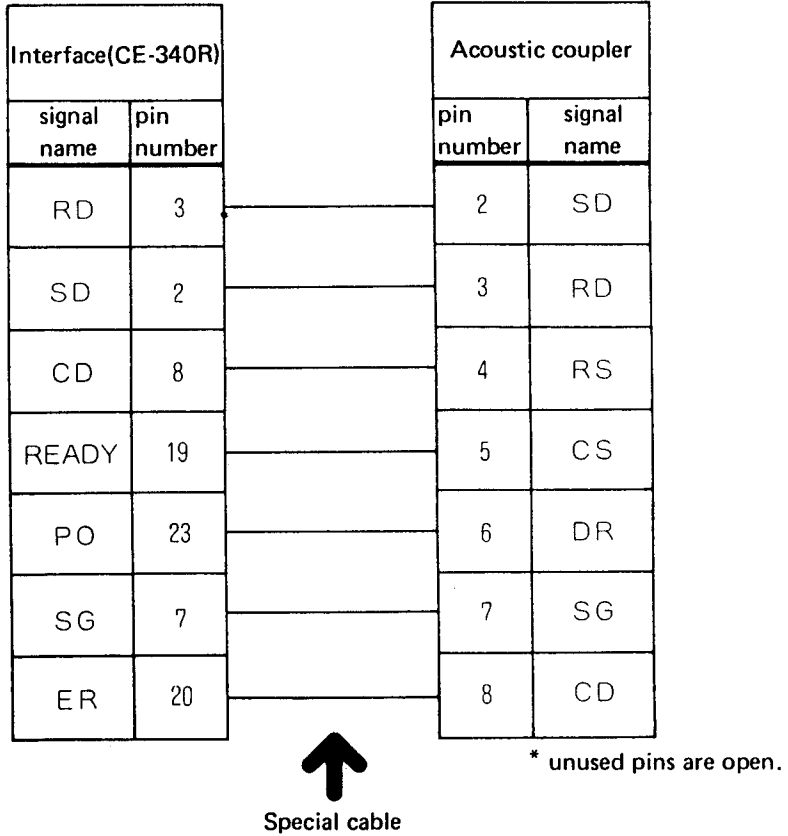 Interface(CE-340R) Acoustic coupler
signal name pin number pin number signal name
RD 3 2 SD
SD 2 3 RD
CD 8 4 RS
READY 19 5 CS
PO 23 6 DR
SG 7 7 SG
ER 20 8 CD
* unused pins are open.
Special cable